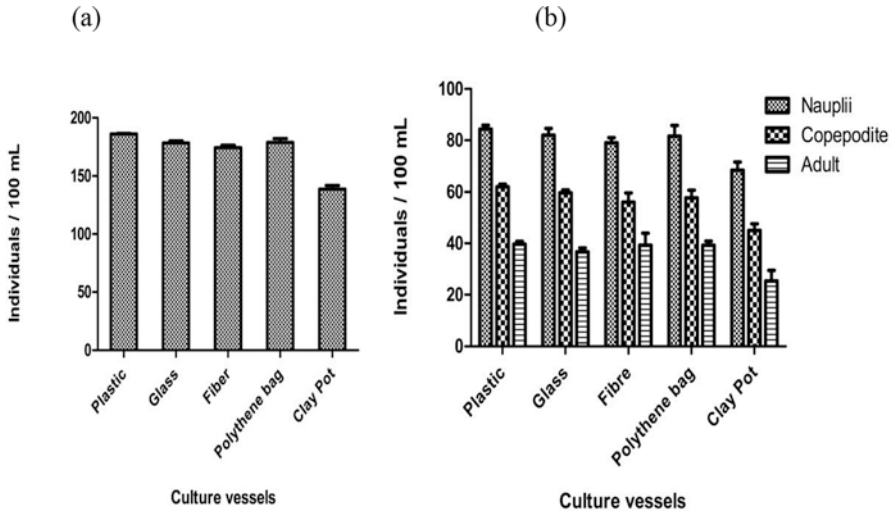 (a)
(b)
Individuals / 100 mL
200
150
100
50
0
Plastic
Glass
Fiber
Polythene bag
Clay Pot
Culture vessels
Individuals / 100 mL
100
80
60
40
20
0
Nauplii
Copepodite
Adult
Plastic
Glass
Fibre
Polythene bag
Clay Pot
Culture vessels